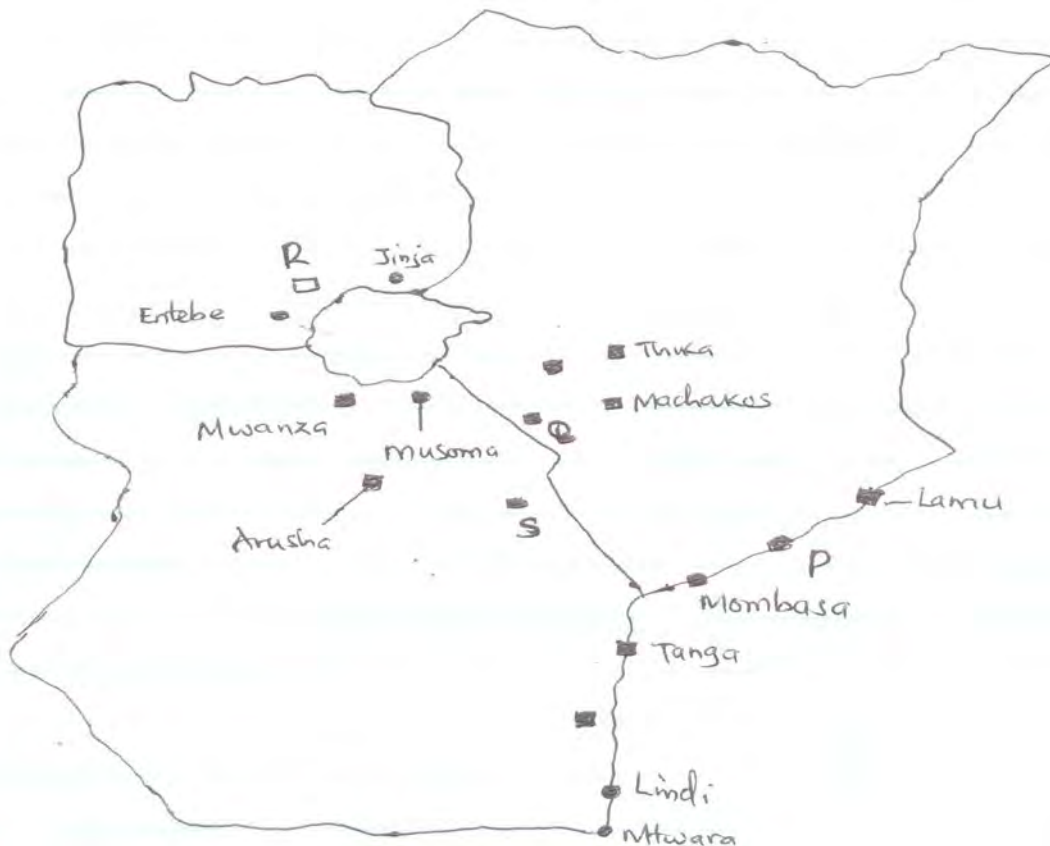 R
Jinja
Entebe
Thika
Machakos
Mwanza
Musoma
Q
Arusha
S
Lamu
P
Mombasa
Tanga
Lindi
Mtwara